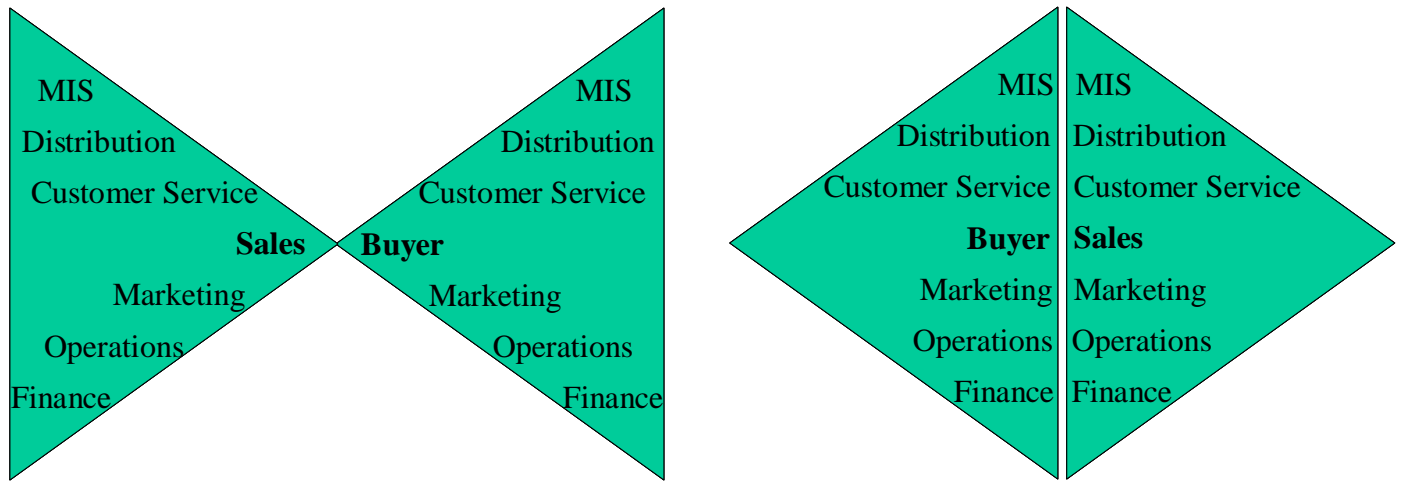 MIS
Distribution
Customer Service
Sales
Marketing
Operations
Finance
MIS
Distribution
Customer Service
Buyer
Marketing
Operations
Finance
MIS
Distribution
Customer Service
Buyer
Marketing
Operations
Finance
MIS
Distribution
Customer Service
Sales
Marketing
Operations
Finance